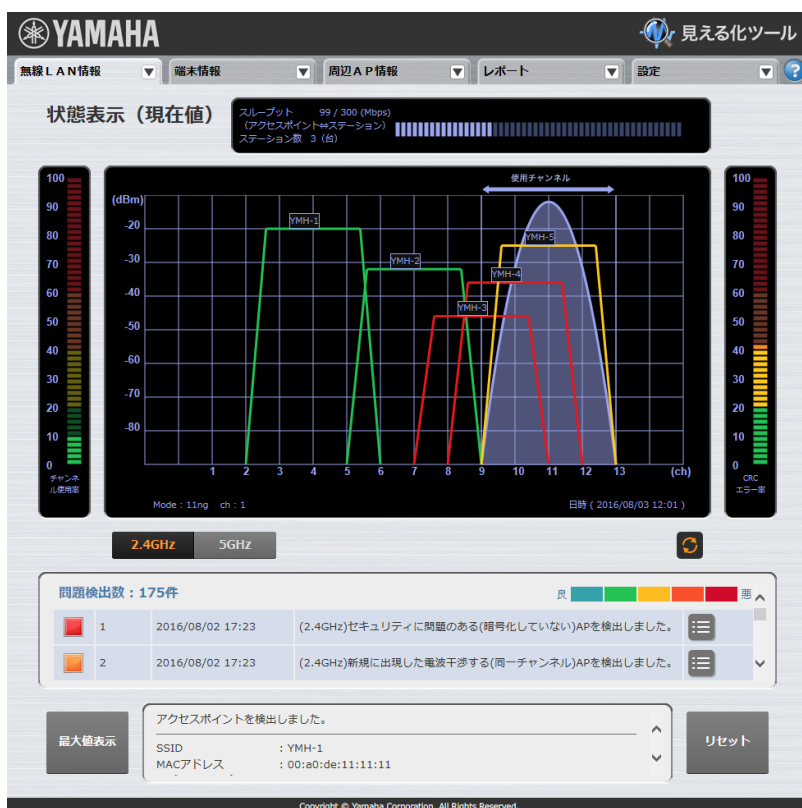 YAMAHA
見える化ツール
無線LAN情報 ▼ 端末情報 ▼ 周辺AP情報 ▼ レポート ▼ 設定 ▼ ?
状態表示（現在値）
スループット 99 / 300 (Mbps)
（アクセスポイント⇔ステーション）
ステーション数 3（台）
100
90
80
70
60
50
40
30
20
10
0
チャンネ
ル使用率
使用チャンネル
(dBm)
-20
-30
-40
-50
-60
-70
-80
YMH-1
YMH-2
YMH-3
YMH-4
YMH-5
1 2 3 4 5 6 7 8 9 10 11 12 13 (ch)
Mode : 11ng ch : 1
日時 ( 2016/08/03 12:01 )
100
90
80
70
60
50
40
30
20
10
0
CRC
エラー率
2.4GHz 5GHz
問題検出数 : 175件
良 悪
1 2016/08/02 17:23 (2.4GHz)セキュリティに問題のある(暗号化していない)APを検出しました。
2 2016/08/02 17:23 (2.4GHz)新規に出現した電波干渉する(同一チャンネル)APを検出しました。
最大値表示
アクセスポイントを検出しました。
SSID : YMH-1
MACアドレス : 00:a0:de:11:11:11
リセット
Copyright © Yamaha Corporation. All Rights Reserved.